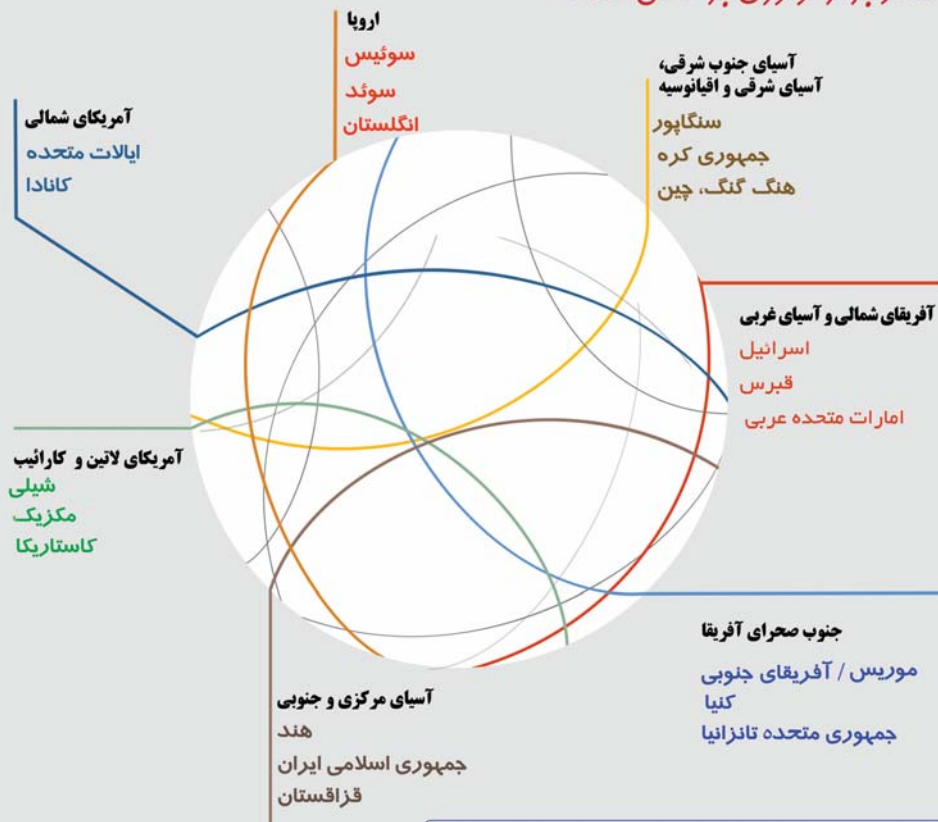 اروپا
سوئیس
سوئد
انگلستان
آسیای جنوب شرقی،
آسیای شرقی و اقیانوسیه
سنگاپور
جمهوری کره
هنگ گنگ، چین
آمریکای شمالی
ایالات متحده
کانادا
آفریقای شمالی و آسیای غربی
اسرائیل
قبرس
امارات متحده عربی
آمریکای لاتین و کارائیب
شیلی
مکزیک
کاستاریکا
جنوب صحرای آفریقا
موریس / آفریقای جنوبی
کنیا
جمهوری متحده تانزانیا
آسیای مرکزی و جنوبی
هند
جمهوری اسلامی ایران
قزاقستان